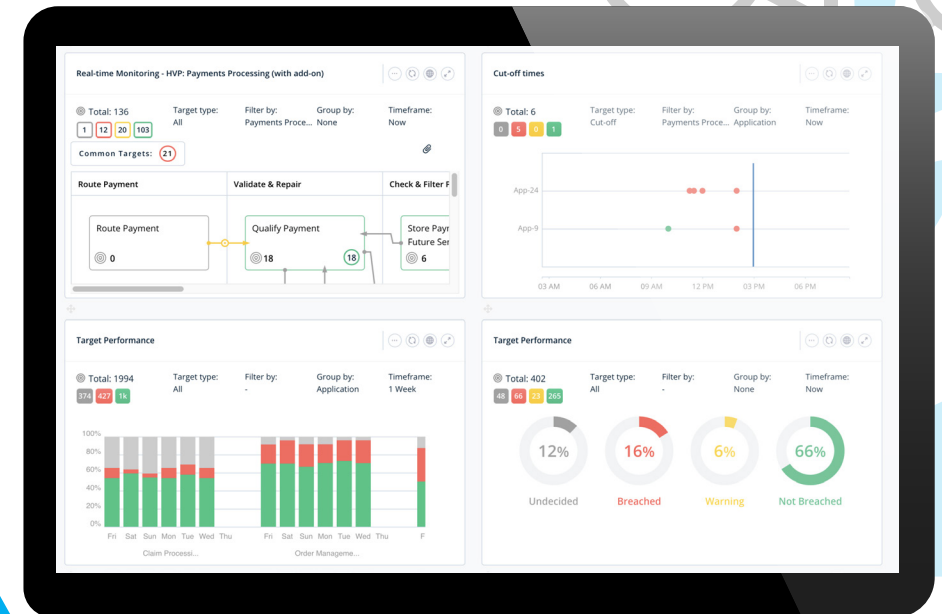 Real-time Monitoring - HVP: Payments Processing (with add-on)
Total: 136
1 12 20 103
Target type:
All
Filter by:
Payments Proce...
Group by:
None
Timeframe:
Now
Common Targets: 21
Route Payment
Validate & Repair
Check & Filter
Route Payment
0
Qualify Payment
18
18
Store Payr
Future Ser
6
Cut-off times
Total: 6
0 5 0 1
Target type:
Cut-off
Filter by:
Payments Proce...
Group by:
Application
Timeframe:
Now
App-24
App-9
03 AM 06 AM 09 AM 12 PM 03 PM 06 PM
Target Performance
Total: 1994
374 427 1k
Target type:
All
Filter by:
-
Group by:
Application
Timeframe:
1 Week
100%
80%
60%
40%
20%
0%
Fri Sat Sun Mon Tue Wed Thu Fri Sat Sun Mon Tue Wed Thu F
Claim Processi... Order Manageme...
Target Performance
Total: 402
48 66 23 265
Target type:
All
Filter by:
-
Group by:
None
Timeframe:
Now
12% 16% 6% 66%
Undecided Breached Warning Not Breached